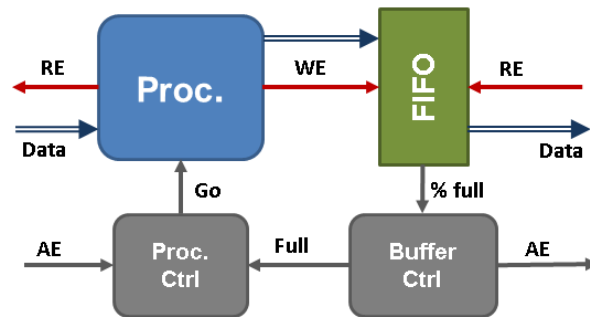 RE
Proc.
WE
FIFO
RE
Data
Data
Go
% full
AE
Proc.
Ctrl
Full
Buffer
Ctrl
AE